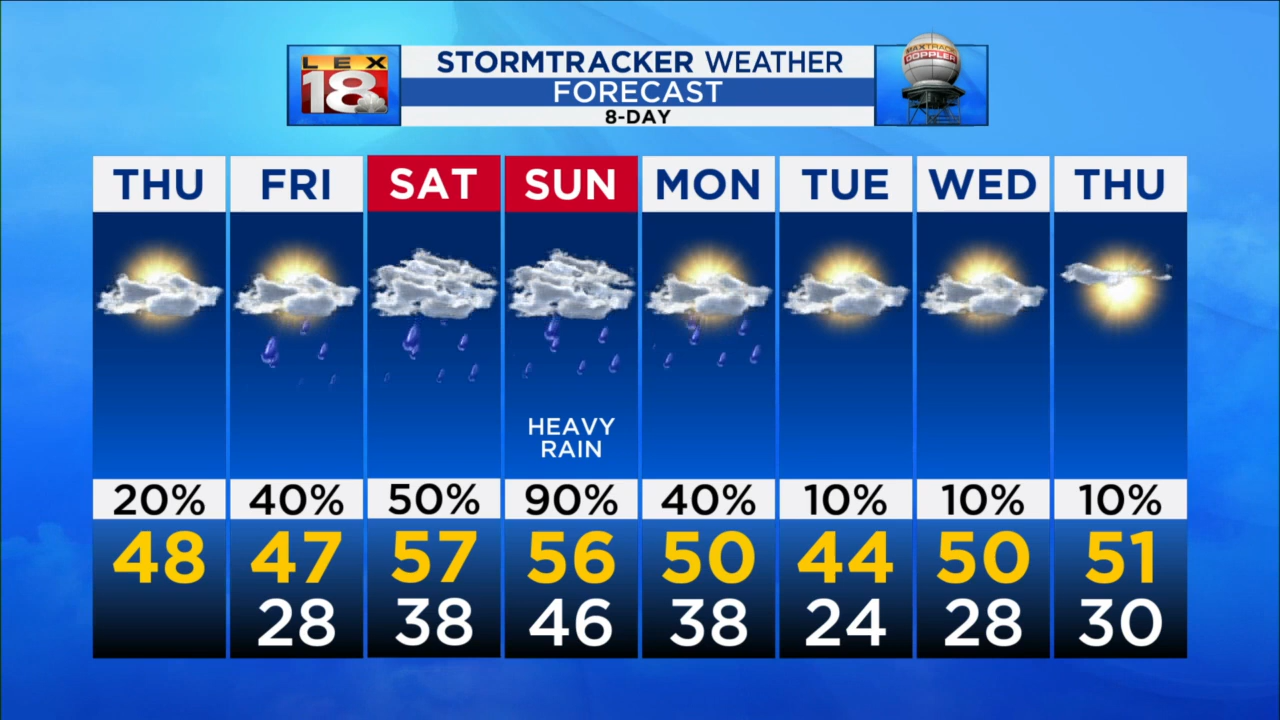 LEX
18
STORMTRACKER WEATHER
FORECAST
8-DAY
MAXTRACK
DOPPLER
THU FRI SAT SUN MON TUE WED THU
HEAVY
RAIN
20% 40% 50% 90% 40% 10% 10% 10%
48 47 57 56 50 44 50 51
28 38 46 38 24 28 30